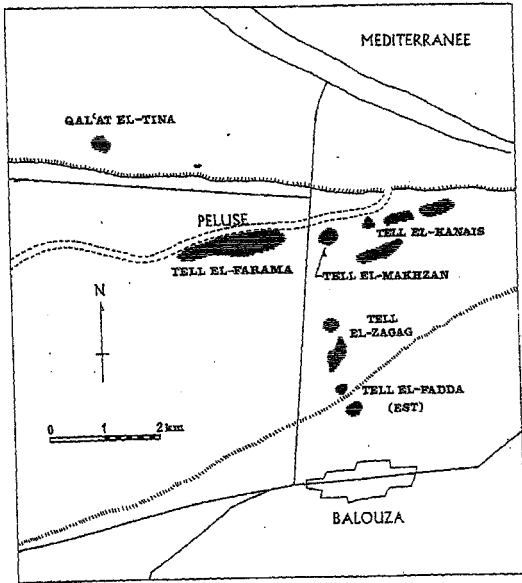 MEDITERRANEE
QAL'AT EL-TINA
PELUSE
TELL EL-KANAIS
TELL EL-FARAMA
TELL EL-MAKHZAN
N
TELL
EL-ZAGAG
TELL EL-FADDA
(EST)
0 1 2 km
BALOUZA